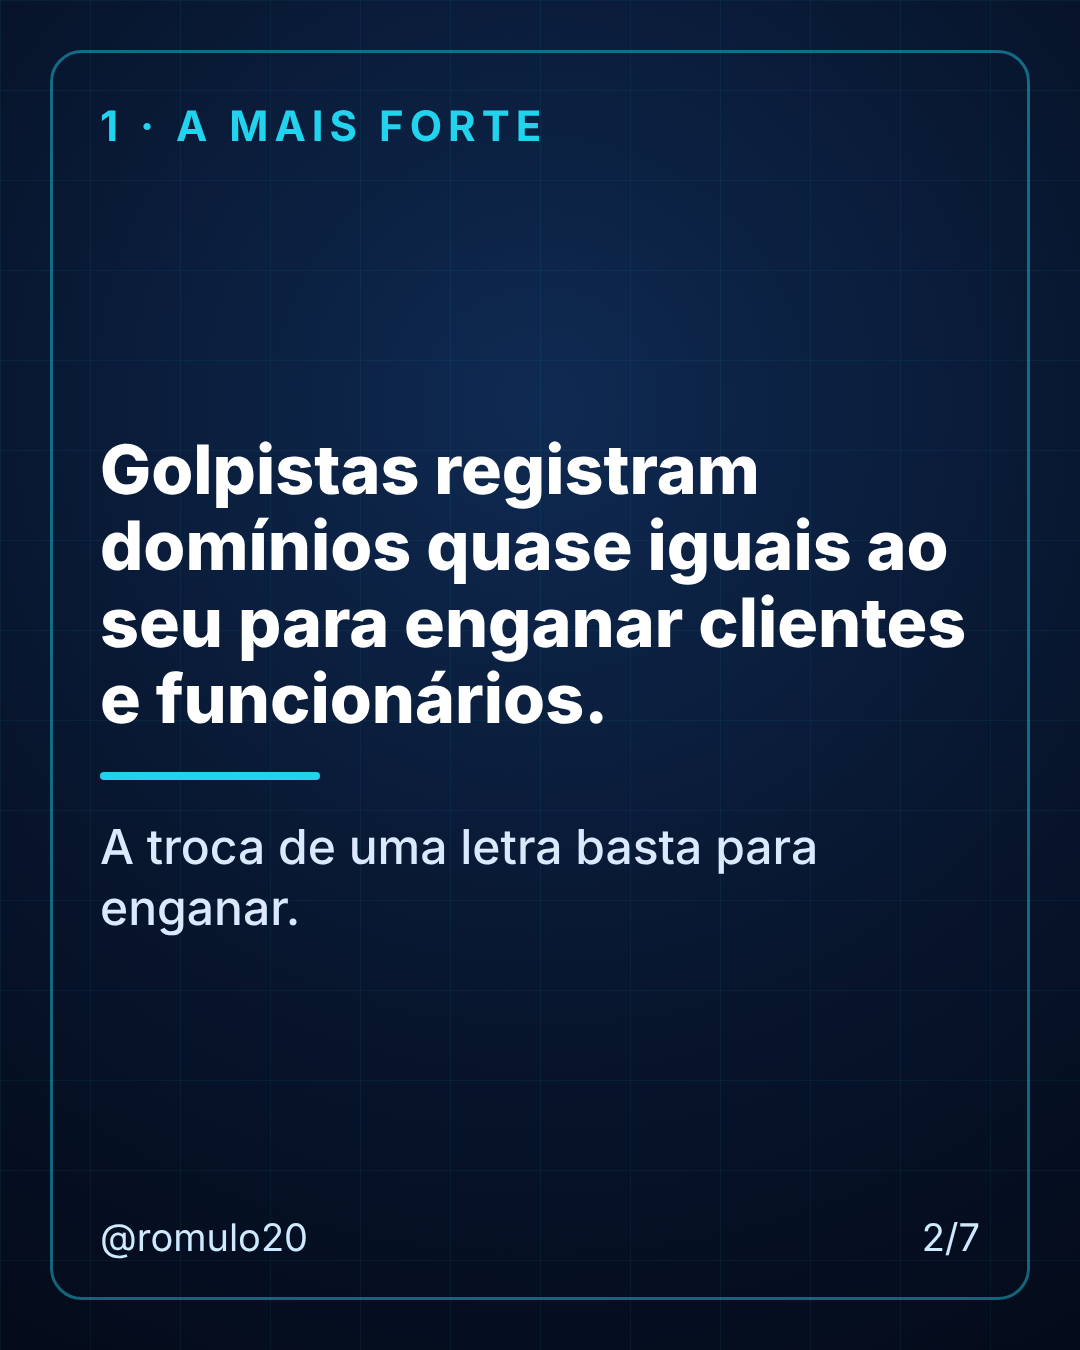 1 · A MAIS FORTE
Golpistas registram
domínios quase iguais ao
seu para enganar clientes
e funcionários.
A troca de uma letra basta para
enganar.
@romulo20
2/7